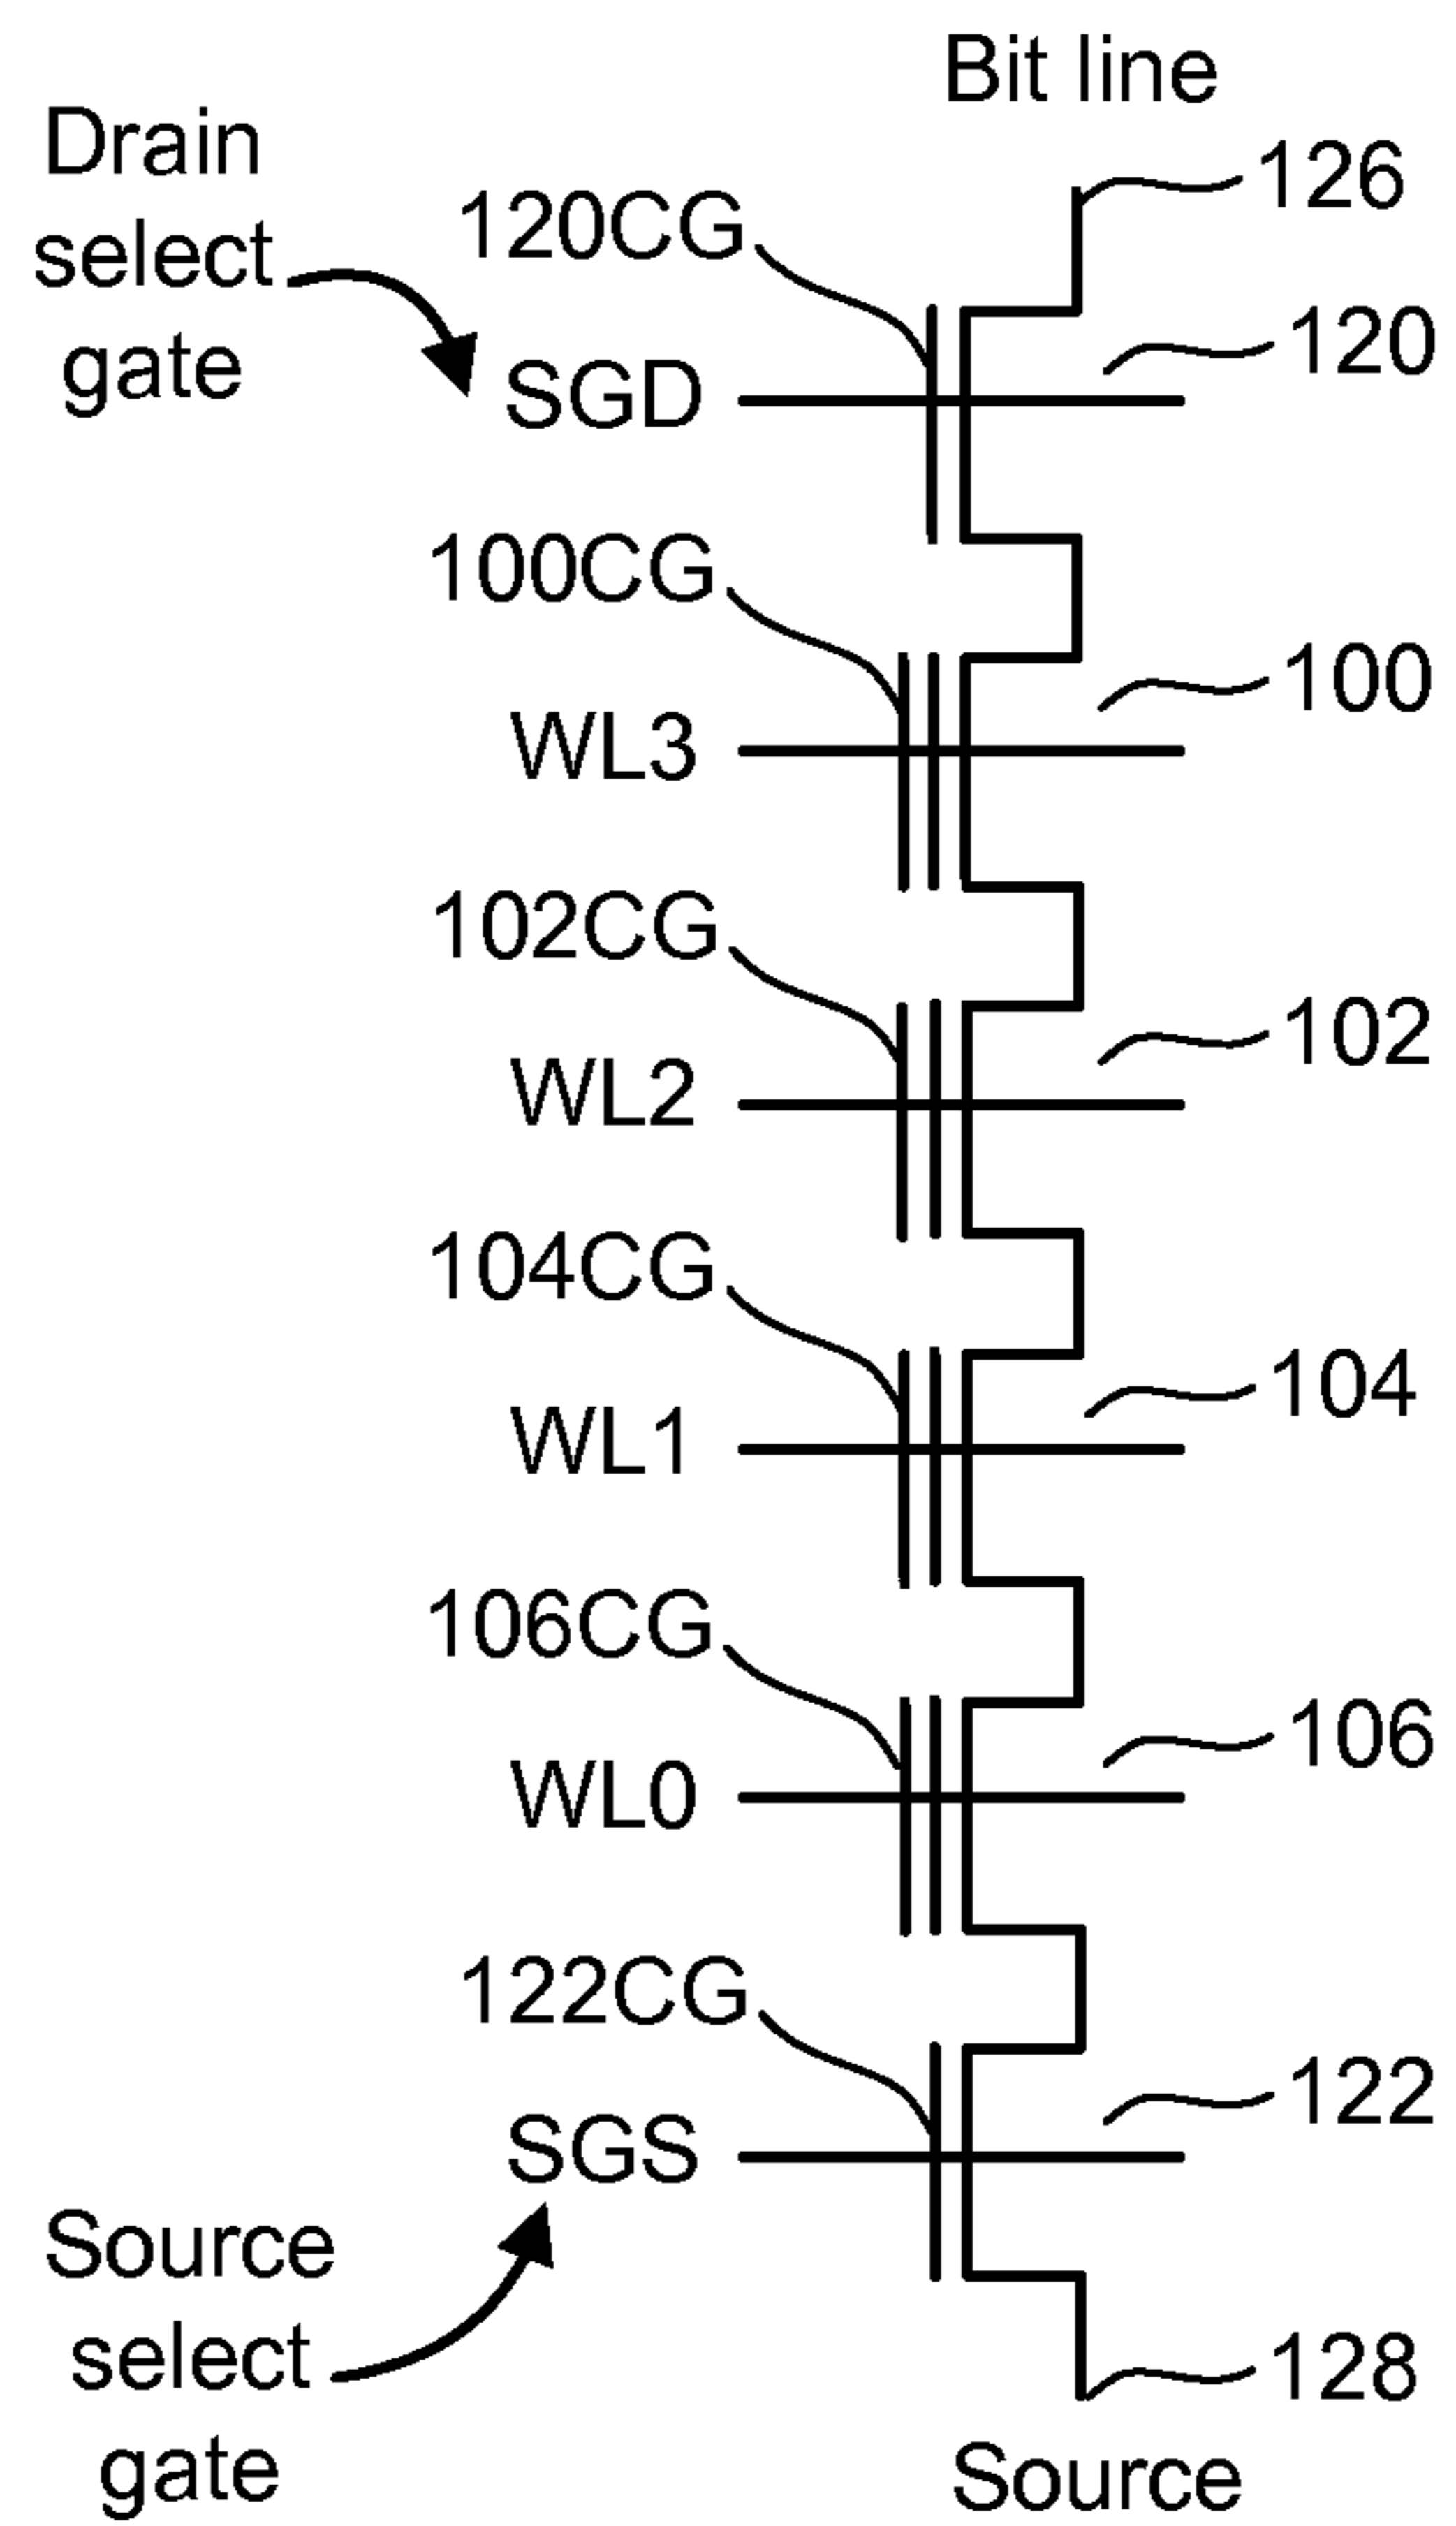 Bit line
126
Drain
select
gate
120CG
120
SGD
100CG
100
WL3
102CG
102
WL2
104CG
104
WL1
106CG
106
WL0
122CG
122
SGS
Source
select
gate
128
Source